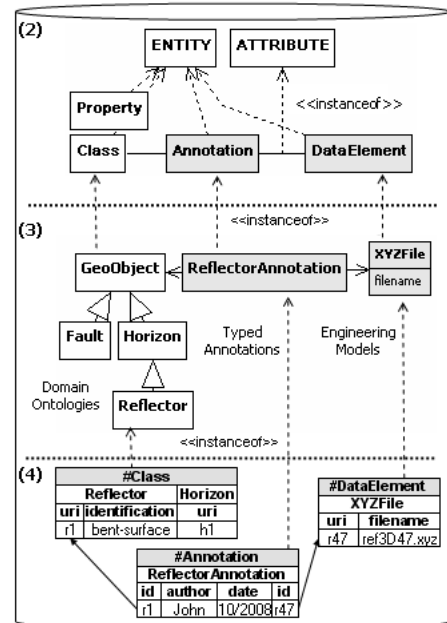 (2)
ENTITY ATTRIBUTE
<<instanceof>>
Property
Class Annotation DataElement
<<instanceof>>
(3)
XYZFile
GeoObject ReflectorAnnotation
filename
Fault Horizon Typed Annotations Engineering Models
Domain Ontologies
Reflector
<<instanceof>>
(4)
#Class
Reflector Horizon
uri identification uri
r1 bent-surface h1
#DataElement
XYZFile
uri filename
r47 ref3D47.xyz
#Annotation
ReflectorAnnotation
id author date id
r1 John 10/2008 r47